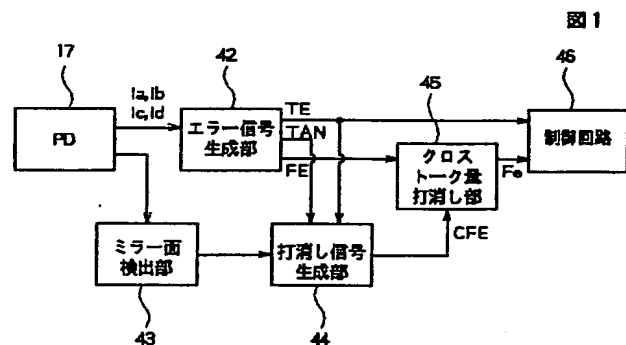 図1
17
42
45
46
Ia,Ib
Ic,Id
PD
エラー信号
生成部
TE
TAN
FE
クロス
トーク量
打消し部
Fe
制御回路
ミラー面
検出部
打消し信号
生成部
CFE
43
44